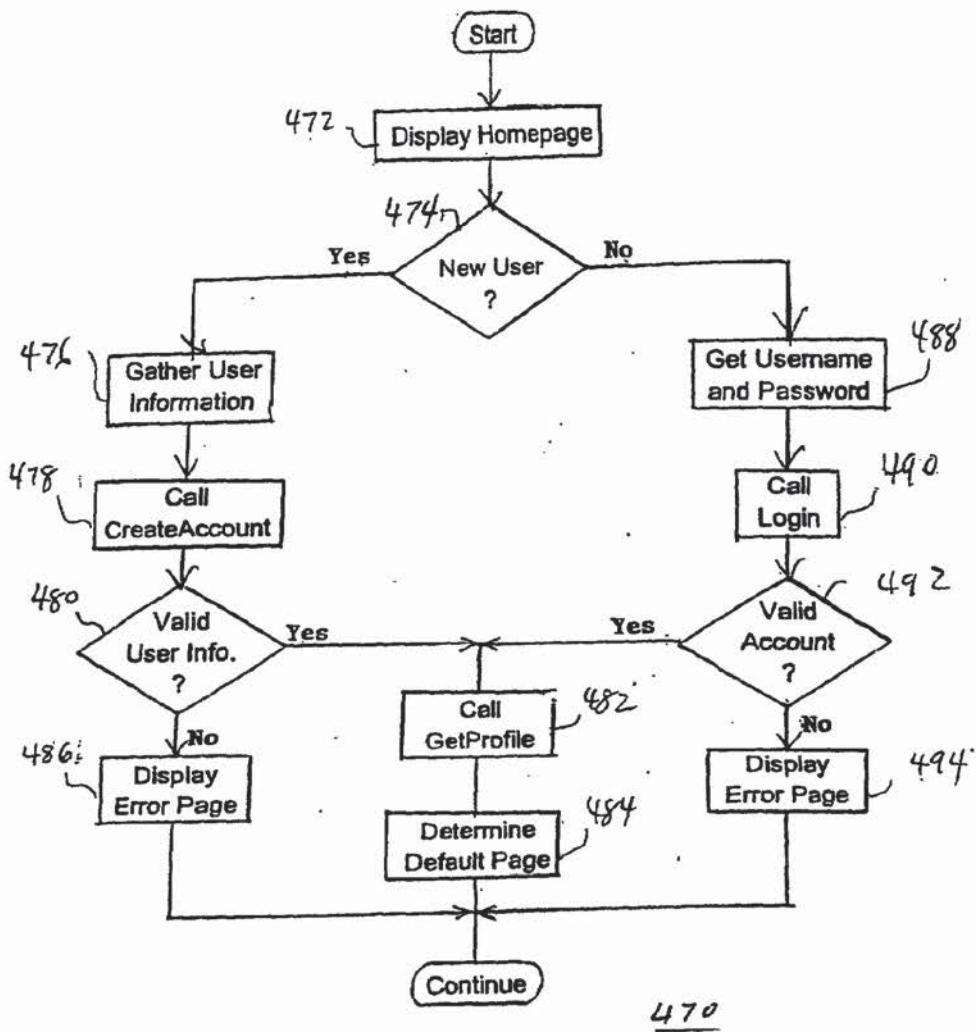 Start
472
Display Homepage
474
Yes
New User
?
No
476
Gather User
Information
488
Get Username
and Password
478
Call
CreateAccount
490
Call
Login
480
Valid
User Info.
?
Yes
Yes
492
Valid
Account
?
482
Call
GetProfile
No
486
Display
Error Page
No
494
Display
Error Page
484
Determine
Default Page
Continue
470